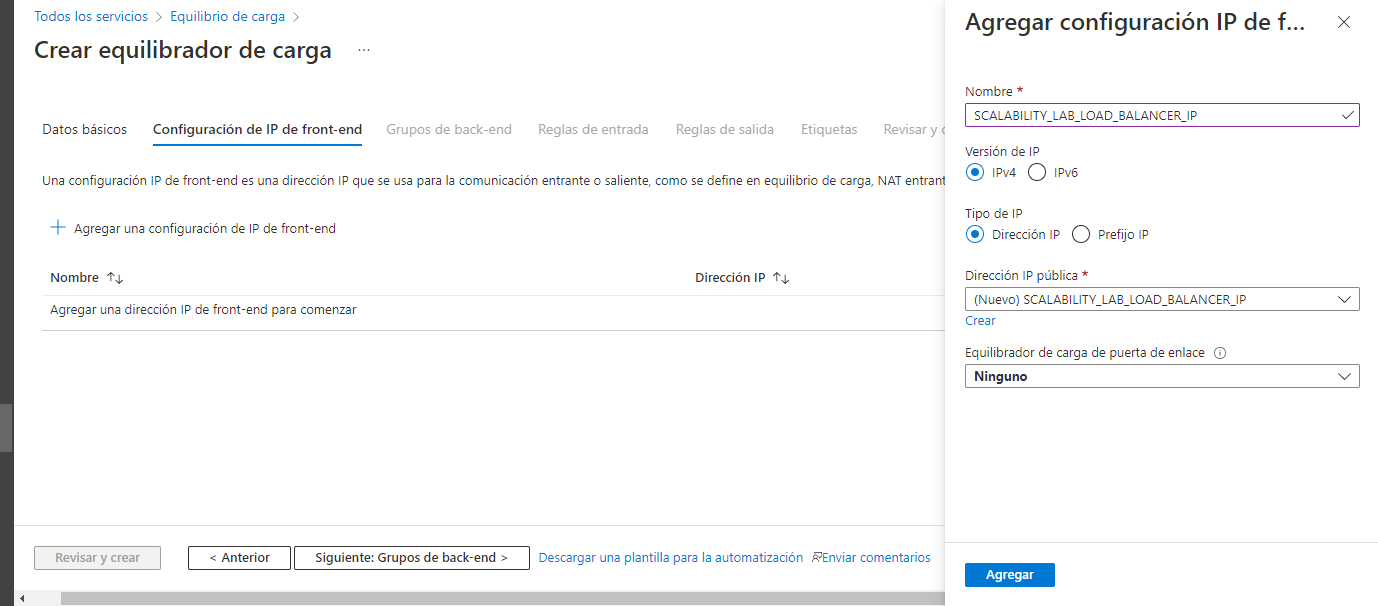 Todos los servicios > Equilibrio de carga >
Crear equilibrador de carga ...
Datos básicos Configuración de IP de front-end Grupos de back-end Reglas de entrada Reglas de salida Etiquetas Revisar y c
Una configuración IP de front-end es una dirección IP que se usa para la comunicación entrante o saliente, como se define en equilibrio de carga, NAT entrant
+ Agregar una configuración de IP de front-end
Nombre ↑↓ Dirección IP ↑↓
Agregar una dirección IP de front-end para comenzar
Revisar y crear < Anterior Siguiente: Grupos de back-end > Descargar una plantilla para la automatización Enviar comentarios
Agregar configuración IP de f...
Nombre *
SCALABILITY_LAB_LOAD_BALANCER_IP
Versión de IP
IPv4 IPv6
Tipo de IP
Dirección IP Prefijo IP
Dirección IP pública *
(Nuevo) SCALABILITY_LAB_LOAD_BALANCER_IP
Crear
Equilibrador de carga de puerta de enlace
Ninguno
Agregar